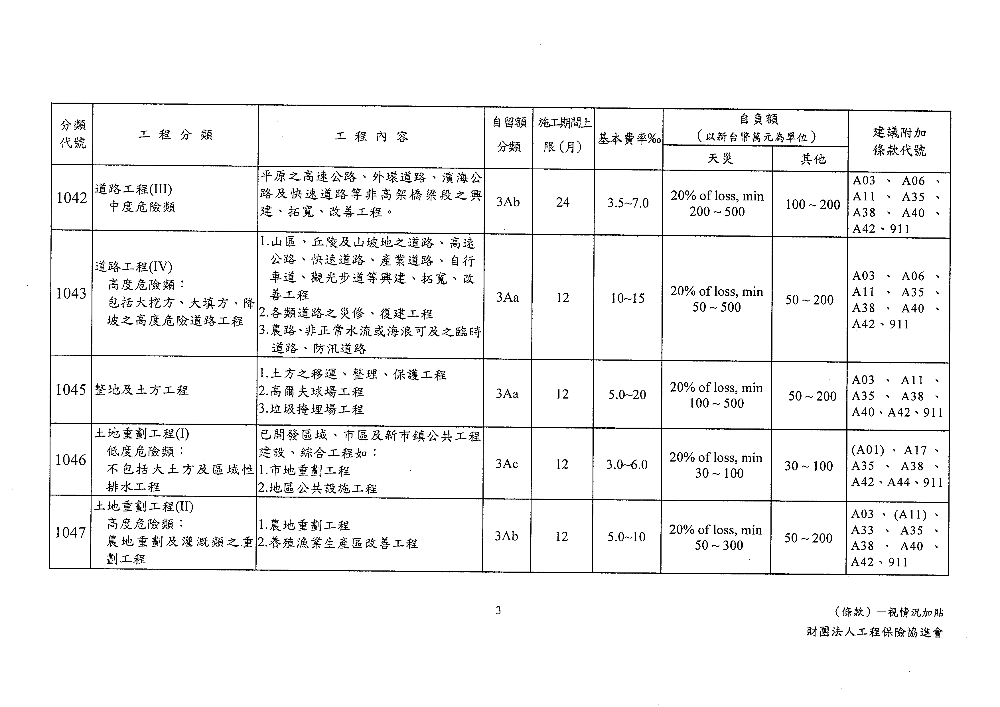 分類
代號
工程分類
工程內容
自留額
分類
施工期間上
限（月）
基本費率‰
自負額
（以新台幣萬元為單位）
天災
其他
建議附加
條款代號
1042
道路工程(III)
中度危險類
平原之高速公路、外環道路、濱海公
路及快速道路等非高架橋梁段之興
建、拓寬、改善工程。
3Ab
24
3.5~7.0
20% of loss, min
200～500
100～200
A03、A06、
A11、A35、
A38、A40、
A42、911
1043
道路工程(IV)
高度危險類：
包括大挖方、大填方、降
坡之高度危險道路工程
1.山區、丘陵及山坡地之道路、高速
公路、快速道路、產業道路、自行
車道、觀光步道等興建、拓寬、改
善工程
2.各類道路之災修、復建工程
3.農路、非正常水流或海浪可及之臨時
道路、防汛道路
3Aa
12
10~15
20% of loss, min
50～500
50～200
A03、A06、
A11、A35、
A38、A40、
A42、911
1045
整地及土方工程
1.土方之移運、整理、保護工程
2.高爾夫球場工程
3.垃圾掩埋場工程
3Aa
12
5.0~20
20% of loss, min
100～500
50～200
A03、A11、
A35、A38、
A40、A42、911
1046
土地重劃工程(I)
低度危險類：
不包括大土方及區域性
排水工程
已開發區域、市區及新市鎮公共工程
建設、綜合工程如：
1.市地重劃工程
2.地區公共設施工程
3Ac
12
3.0~6.0
20% of loss, min
30～100
30～100
(A01)、A17、
A35、A38、
A42、A44、911
1047
土地重劃工程(II)
高度危險類：
農地重劃及灌溉類之重
劃工程
1.農地重劃工程
2.養殖漁業生產區改善工程
3Ab
12
5.0~10
20% of loss, min
50～300
50～200
A03、(A11)、
A33、A35、
A38、A40、
A42、911
3
（條款）－視情況加貼
財團法人工程保險協進會